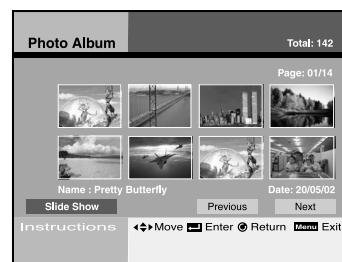 Photo Album Total: 142
Page: 01/14
Name : Pretty Butterfly Date: 20/05/02
Slide Show Previous Next
Instructions Move Enter Return Menu Exit